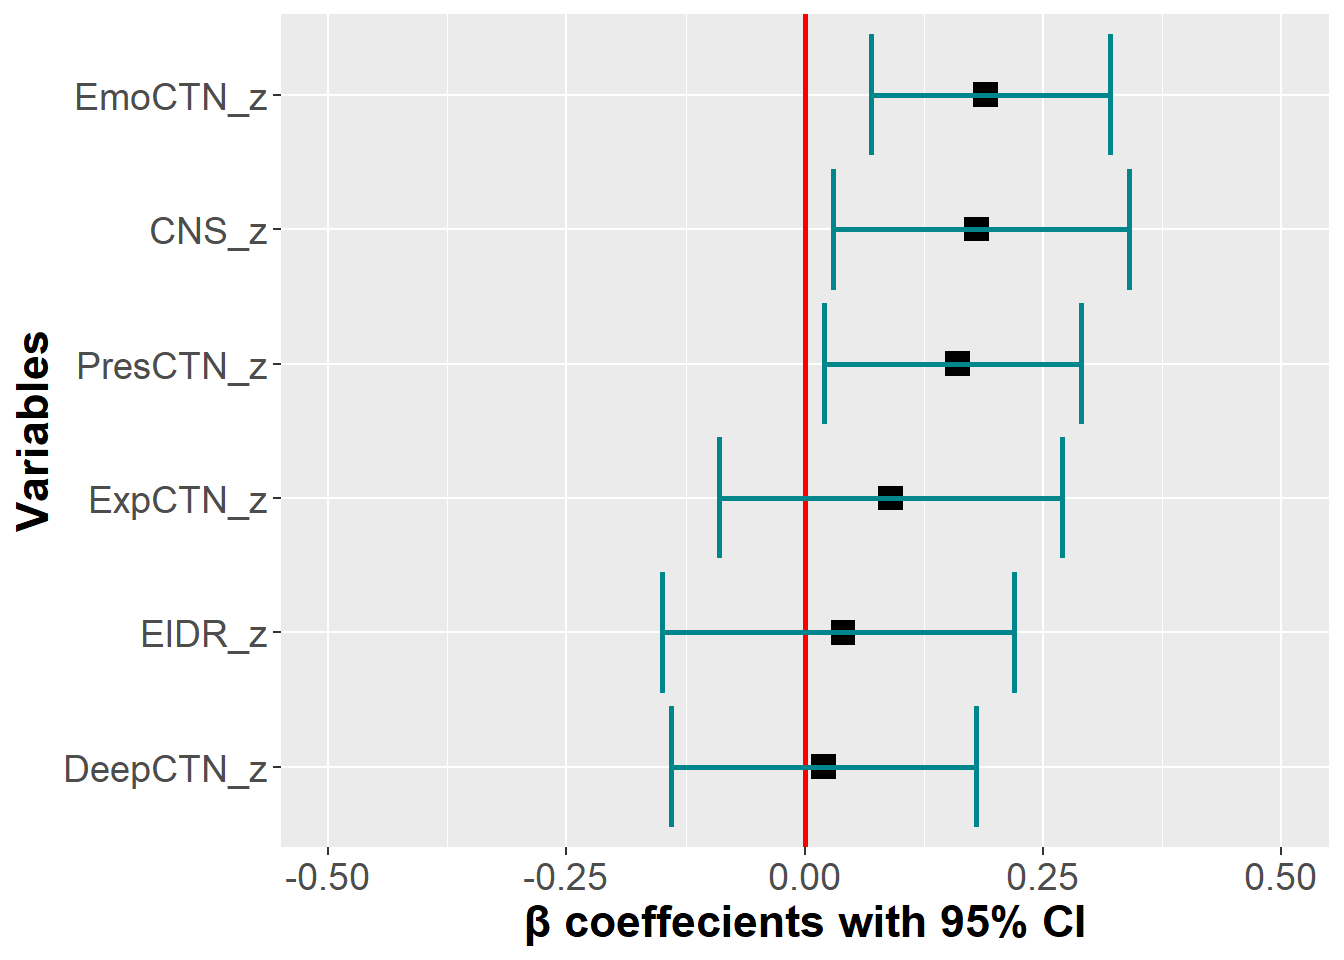 EmoCTN_z
CNS_z
PresCTN_z
ExpCTN_z
EIDR_z
DeepCTN_z
Variables
-0.50 -0.25 0.00 0.25 0.50
β coeffecients with 95% CI